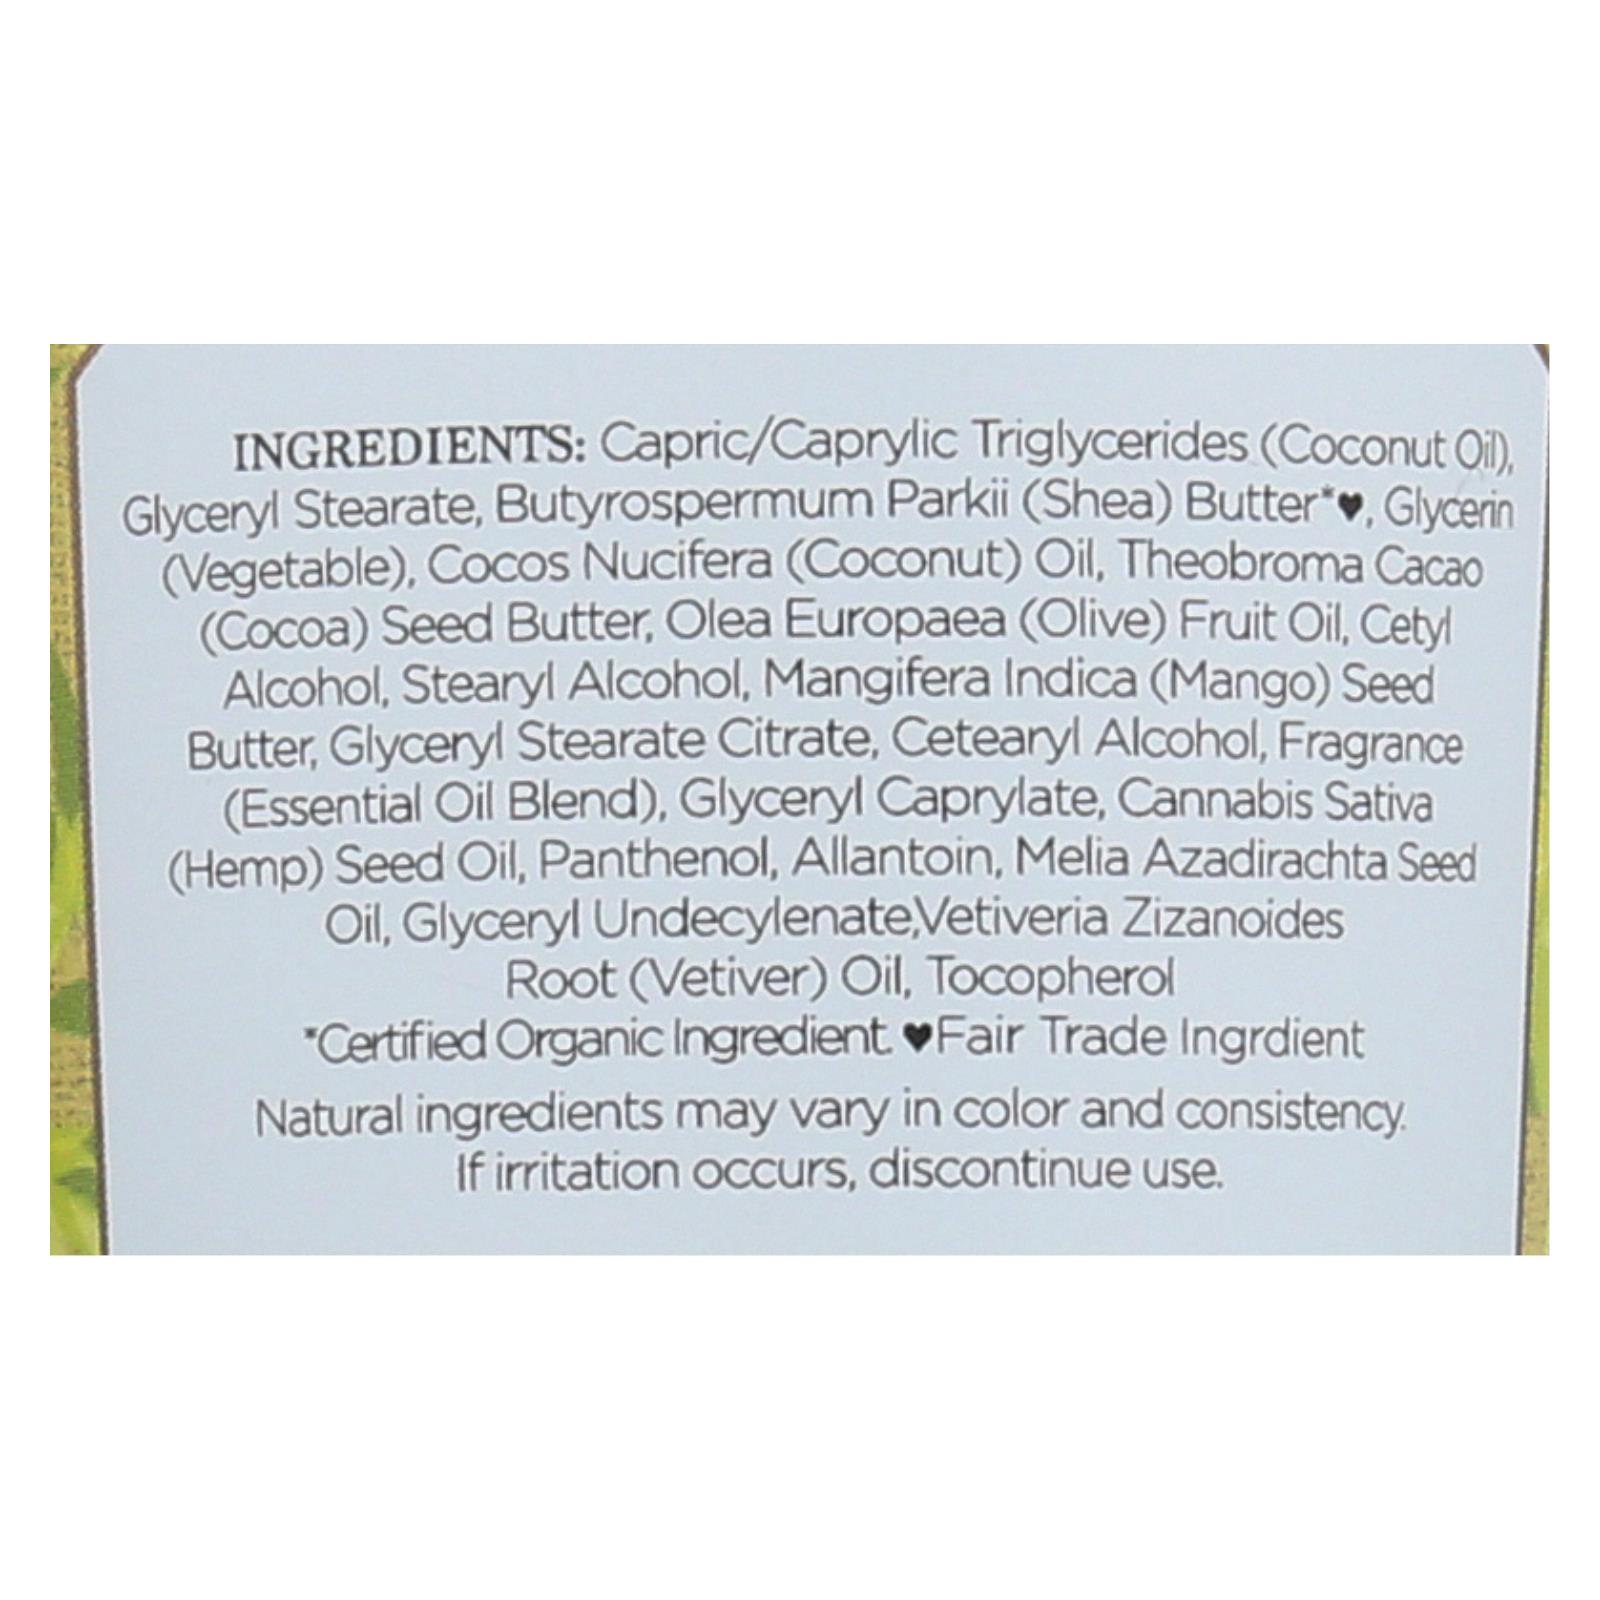 INGREDIENTS: Capric/Caprylic Triglycerides (Coconut Oil),
Glyceryl Stearate, Butyrospermum Parkii (Shea) Butter*♥, Glycerin
(Vegetable), Cocos Nucifera (Coconut) Oil, Theobroma Cacao
(Cocoa) Seed Butter, Olea Europaea (Olive) Fruit Oil, Cetyl
Alcohol, Stearyl Alcohol, Mangifera Indica (Mango) Seed
Butter, Glyceryl Stearate Citrate, Cetearyl Alcohol, Fragrance
(Essential Oil Blend), Glyceryl Caprylate, Cannabis Sativa
(Hemp) Seed Oil, Panthenol, Allantoin, Melia Azadirachta Seed
Oil, Glyceryl Undecylenate,Vetiveria Zizanoides
Root (Vetiver) Oil, Tocopherol
*Certified Organic Ingredient. ♥Fair Trade Ingrdient
Natural ingredients may vary in color and consistency.
If irritation occurs, discontinue use.